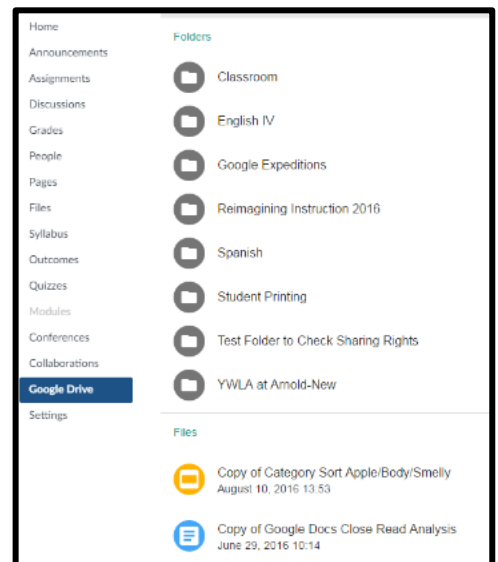 Home
Announcements
Assignments
Discussions
Grades
People
Pages
Files
Syllabus
Outcomes
Quizzes
Modules
Conferences
Collaborations
Google Drive
Settings
Folders
Classroom
English IV
Google Expeditions
Reimagining Instruction 2016
Spanish
Student Printing
Test Folder to Check Sharing Rights
YWLA at Arnold-New
Files
Copy of Category Sort Apple/Body/Smelly
August 10, 2016 13:53
Copy of Google Docs Close Read Analysis
June 29, 2016 10:14